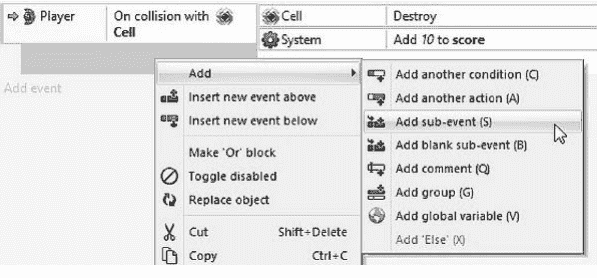 Player On collision with Cell Destroy
Cell System Add 10 to score
Add event
Add
Insert new event above
Insert new event below
Make 'Or' block
Toggle disabled
Replace object
Cut Shift+Delete
Copy Ctrl+C
Add another condition (C)
Add another action (A)
Add sub-event (S)
Add blank sub-event (B)
Add comment (Q)
Add group (G)
Add global variable (V)
Add 'Else' (X)